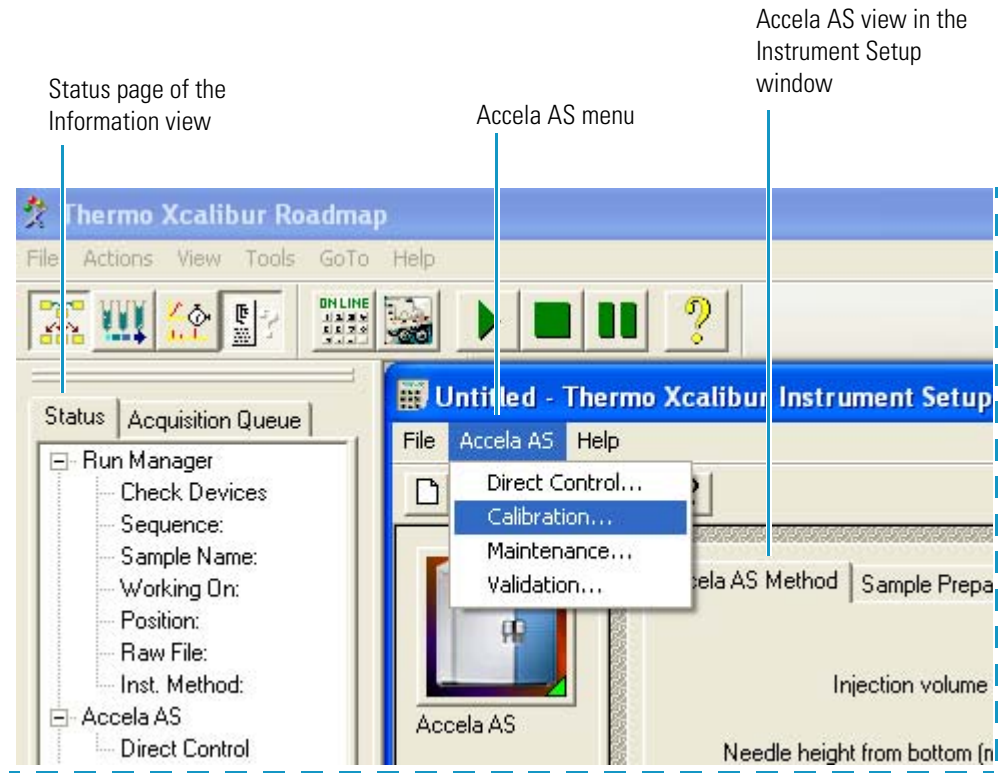 Accela AS view in the
Instrument Setup
window
Status page of the
Information view
Accela AS menu
Thermo Xcalibur Roadmap
File Actions View Tools GoTo Help
ON LINE
Status Acquisition Queue
Run Manager
Check Devices
Sequence:
Sample Name:
Working On:
Position:
Raw File:
Inst. Method:
Accela AS
Direct Control
Untitled - Thermo Xcalibur Instrument Setup
File Accela AS Help
Direct Control...
Calibration...
Maintenance...
Validation...
cela AS Method Sample Prepa
Injection volume
Needle height from bottom (
Accela AS